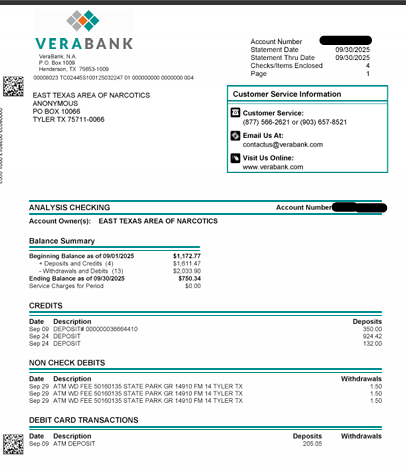 VERABANK
VeraBank, N.A.
P.O. Box 1009
Henderson, TX 75653-1009
Account Number
Statement Date 09/30/2025
Statement Thru Date 09/30/2025
Checks/Items Enclosed 4
Page 1
EAST TEXAS AREA OF NARCOTICS
ANONYMOUS
PO BOX 10066
TYLER TX 75711-0066
Customer Service Information
Customer Service:
(877) 566-2621 or (903) 657-8521
Email Us At:
contactus@verabank.com
Visit Us Online:
www.verabank.com
ANALYSIS CHECKING Account Number
Account Owner(s): EAST TEXAS AREA OF NARCOTICS
Balance Summary
Beginning Balance as of 09/01/2025 $1,172.77
+ Deposits and Credits (4) $1,611.47
- Withdrawals and Debits (13) $2,033.90
Ending Balance as of 09/30/2025 $750.34
Service Charges for Period $0.00
CREDITS
Date Description Deposits
Sep 09 DEPOSIT# 000000036664410 350.00
Sep 24 DEPOSIT 924.42
Sep 24 DEPOSIT 132.00
NON CHECK DEBITS
Date Description Withdrawals
Sep 29 ATM WD FEE 50160135 STATE PARK GR 14910 FM 14 TYLER TX 1.50
Sep 29 ATM WD FEE 50160135 STATE PARK GR 14910 FM 14 TYLER TX 1.50
Sep 29 ATM WD FEE 50160135 STATE PARK GR 14910 FM 14 TYLER TX 1.50
DEBIT CARD TRANSACTIONS
Date Description Deposits Withdrawals
Sep 09 ATM DEPOSIT 205.05